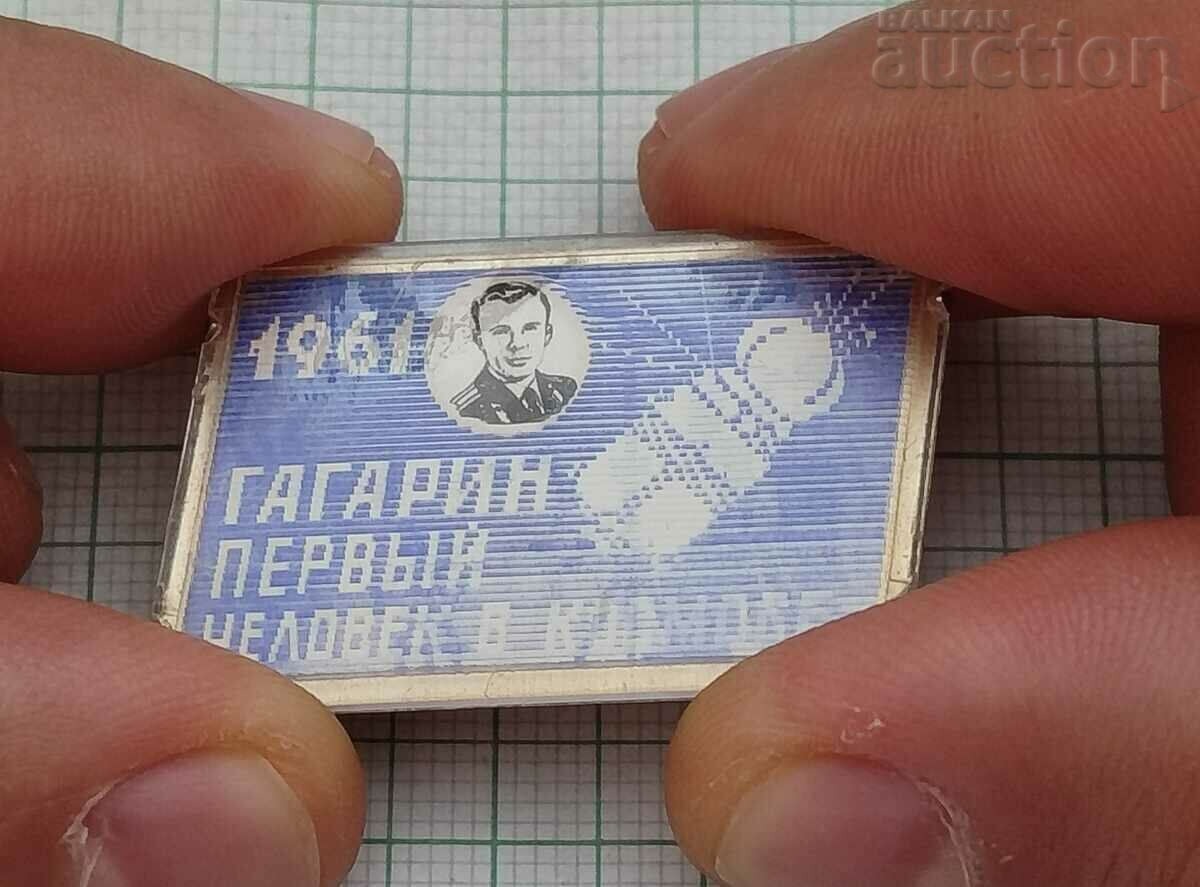 BALKAN
auction
1961
ГАГАРИН
ПЕРВЫЙ
ЧЕЛОВЕК В